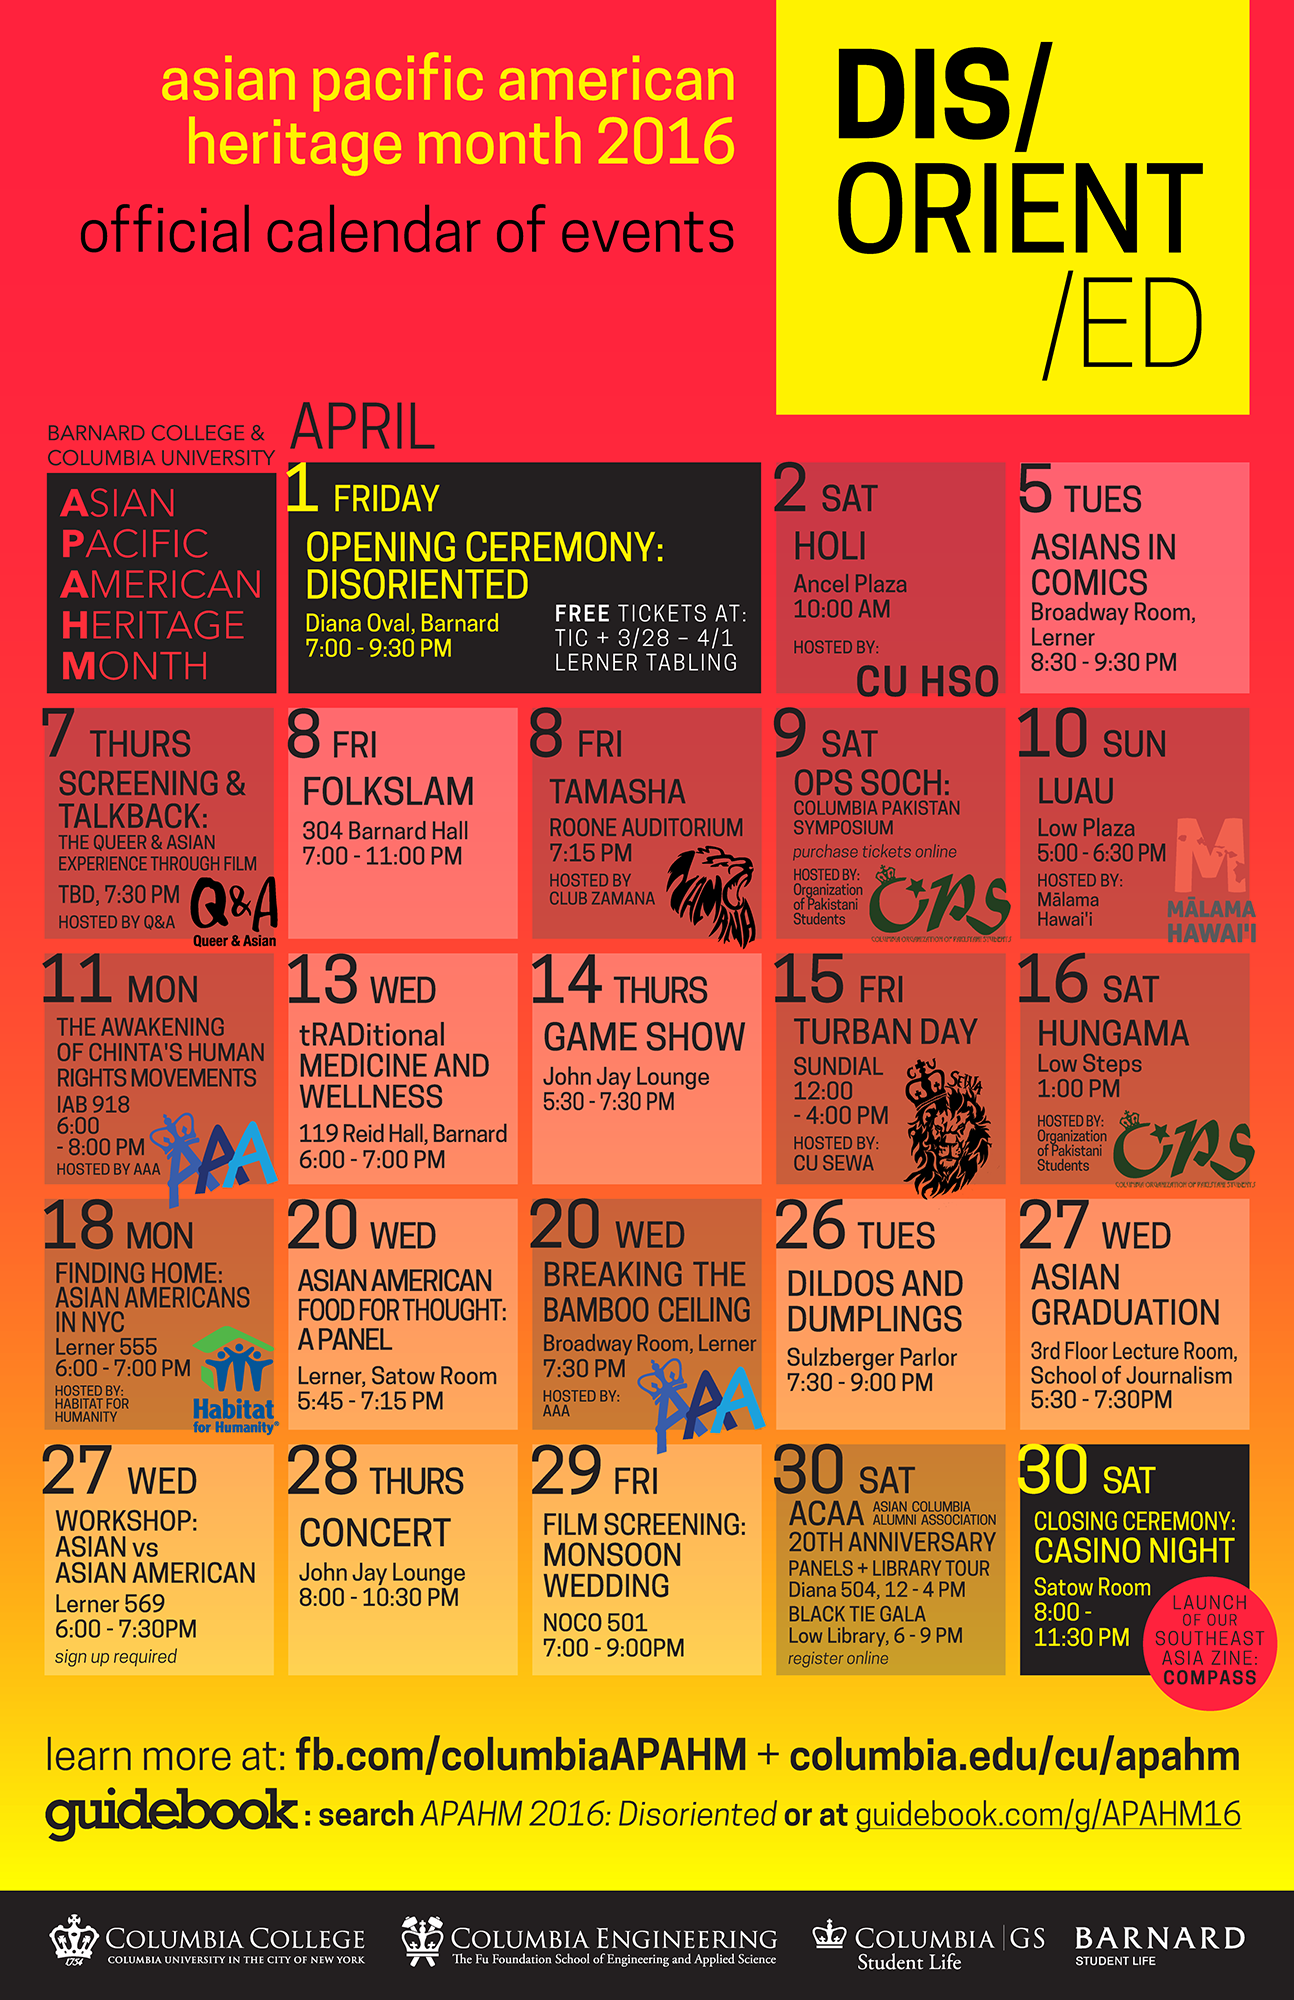 asian pacific american
heritage month 2016
official calendar of events
DIS/
ORIENT
/ED
BARNARD COLLEGE &
COLUMBIA UNIVERSITY
ASIAN
PACIFIC
AMERICAN
HERITAGE
MONTH
APRIL
1 FRIDAY
OPENING CEREMONY:
DISORIENTED
Diana Oval, Barnard
7:00 - 9:30 PM
FREE TICKETS AT:
TIC + 3/28 – 4/1
LERNER TABLING
2 SAT
HOLI
Ancel Plaza
10:00 AM
HOSTED BY:
CU HSO
5 TUES
ASIANS IN
COMICS
Broadway Room,
Lerner
8:30 - 9:30 PM
7 THURS
SCREENING &
TALKBACK:
THE QUEER & ASIAN
EXPERIENCE THROUGH FILM
TBD, 7:30 PM
HOSTED BY Q&A
Q&A
Queer & Asian
8 FRI
FOLKSLAM
304 Barnard Hall
7:00 - 11:00 PM
8 FRI
TAMASHA
ROONE AUDITORIUM
7:15 PM
HOSTED BY
CLUB ZAMANA
ZAMANA
9 SAT
OPS SOCH:
COLUMBIA PAKISTAN
SYMPOSIUM
purchase tickets online
HOSTED BY:
Organization
of Pakistani
Students
OPS
COLUMBIA ORGANIZATION OF PAKISTANI STUDENTS
10 SUN
LUAU
Low Plaza
5:00 - 6:30 PM
HOSTED BY:
Mālama
Hawai'i
M
MĀLAMA
HAWAI'I
11 MON
THE AWAKENING
OF CHINTA'S HUMAN
RIGHTS MOVEMENTS
IAB 918
6:00
- 8:00 PM
HOSTED BY AAA
AAA
13 WED
tRADitional
MEDICINE AND
WELLNESS
119 Reid Hall, Barnard
6:00 - 7:00 PM
14 THURS
GAME SHOW
John Jay Lounge
5:30 - 7:30 PM
15 FRI
TURBAN DAY
SUNDIAL
12:00
- 4:00 PM
HOSTED BY:
CU SEWA
CU SEWA
16 SAT
HUNGAMA
Low Steps
1:00 PM
HOSTED BY:
Organization
of Pakistani
Students
OPS
COLUMBIA ORGANIZATION OF PAKISTANI STUDENTS
18 MON
FINDING HOME:
ASIAN AMERICANS
IN NYC
Lerner 555
6:00 - 7:00 PM
HOSTED BY:
HABITAT FOR
HUMANITY
Habitat
for Humanity®
20 WED
ASIAN AMERICAN
FOOD FOR THOUGHT:
A PANEL
Lerner, Satow Room
5:45 - 7:15 PM
20 WED
BREAKING THE
BAMBOO CEILING
Broadway Room, Lerner
7:30 PM
HOSTED BY:
AAA
AAA
26 TUES
DILDOS AND
DUMPLINGS
Sulzberger Parlor
7:30 - 9:00 PM
27 WED
ASIAN
GRADUATION
3rd Floor Lecture Room,
School of Journalism
5:30 - 7:30PM
27 WED
WORKSHOP:
ASIAN vs
ASIAN AMERICAN
Lerner 569
6:00 - 7:30PM
sign up required
28 THURS
CONCERT
John Jay Lounge
8:00 - 10:30 PM
29 FRI
FILM SCREENING:
MONSOON
WEDDING
NOCO 501
7:00 - 9:00PM
30 SAT
ACAA ASIAN COLUMBIA
ALUMNI ASSOCIATION
20TH ANNIVERSARY
PANELS + LIBRARY TOUR
Diana 504, 12 - 4 PM
BLACK TIE GALA
Low Library, 6 - 9 PM
register online
30 SAT
CLOSING CEREMONY:
CASINO NIGHT
Satow Room
8:00 -
11:30 PM
LAUNCH
OF OUR
SOUTHEAST
ASIA ZINE:
COMPASS
learn more at: fb.com/columbiaAPAHM + columbia.edu/cu/apahm
guidebook : search APAHM 2016: Disoriented or at guidebook.com/g/APAHM16
1754
COLUMBIA COLLEGE
COLUMBIA UNIVERSITY IN THE CITY OF NEW YORK
COLUMBIA ENGINEERING
The Fu Foundation School of Engineering and Applied Science
COLUMBIA | GS
Student Life
BARNARD
STUDENT LIFE